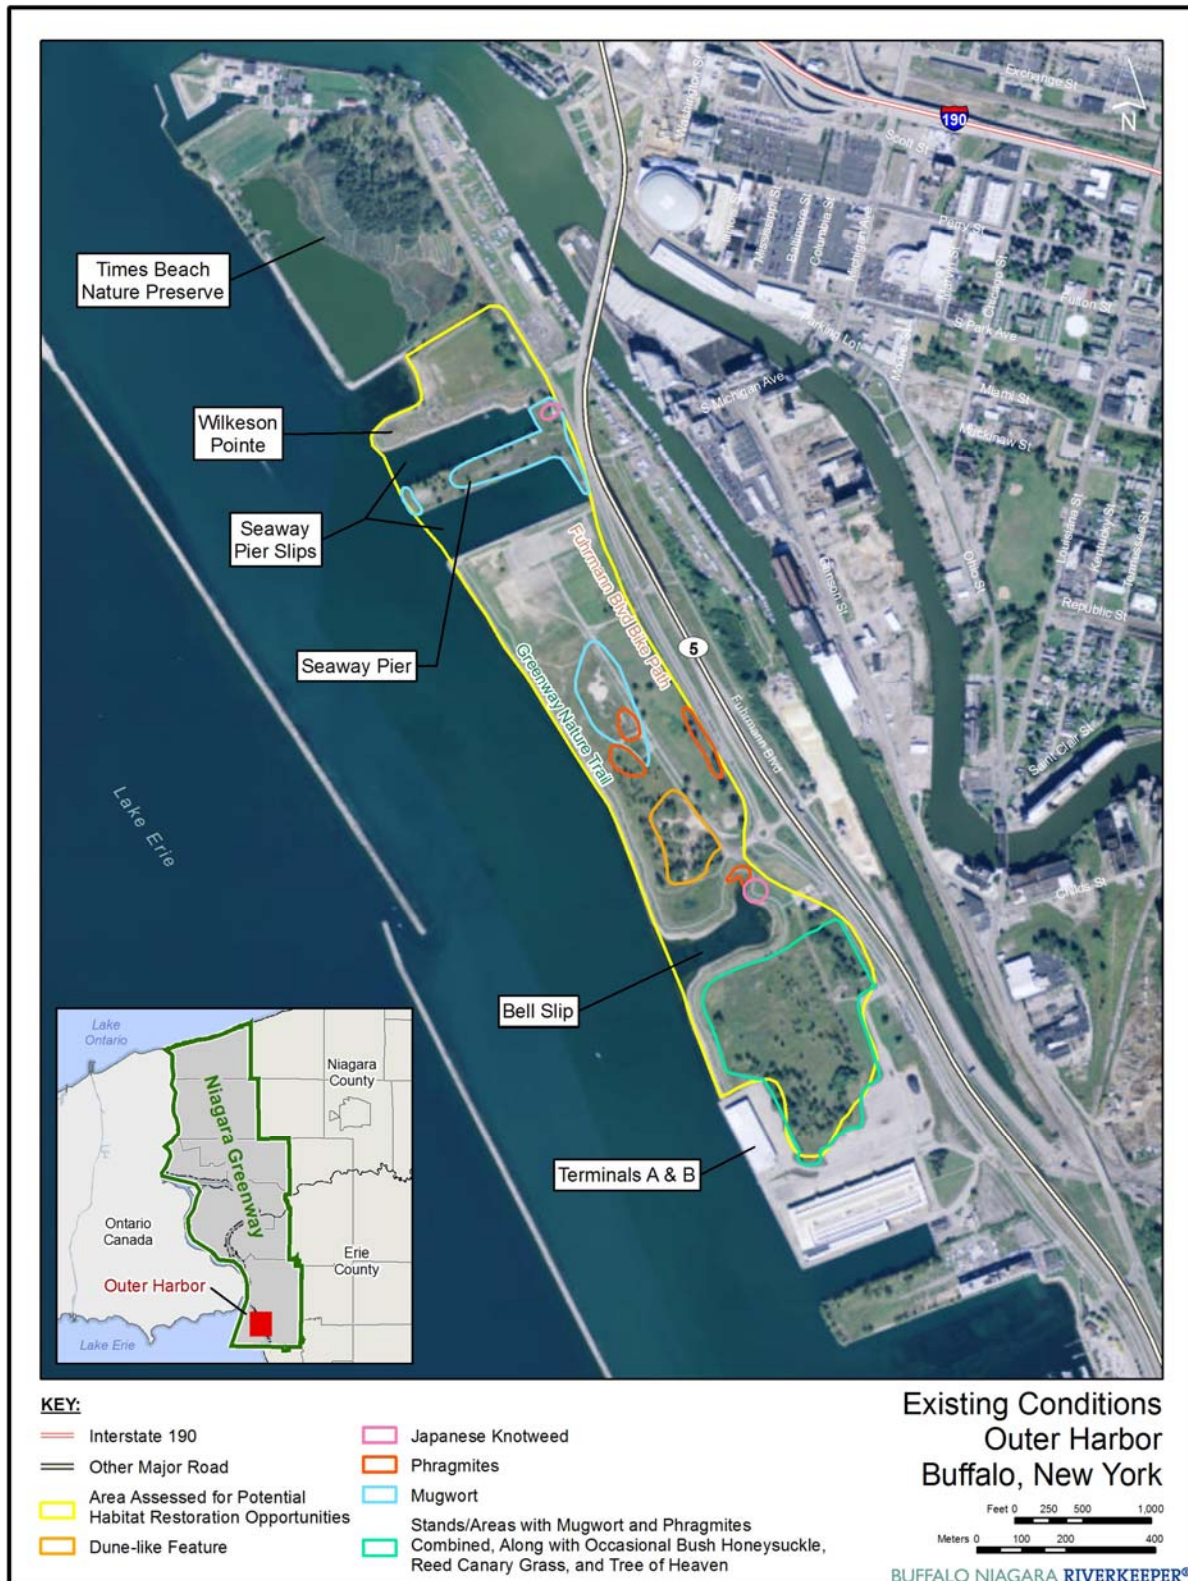 Exchange St
190
N
Washington St
Scott St
Illinois St
Mississippi St
Baltimore St
Columbia St
Michigan Ave
Perry St
Marvin St
Chicago St
Fulton St
S Park Ave
Parking Lot
Miami St
Mackinaw St
S Michigan Ave
Times Beach
Nature Preserve
Wilkeson
Pointe
Seaway
Pier Slips
Seaway Pier
Fuhrmann Blvd Bike Path
Greenway Nature Trail
Ganson St
Ohio St
Louisiana St
Kentucky St
Tennessee St
Republic St
5
Fuhrmann Blvd
Saint Clair St
Childs St
Lake Erie
Bell Slip
Terminals A & B
Lake
Ontario
Niagara
County
Niagara Greenway
Ontario
Canada
Erie
County
Outer Harbor
Lake Erie
KEY:
Interstate 190
Other Major Road
Area Assessed for Potential
Habitat Restoration Opportunities
Dune-like Feature
Japanese Knotweed
Phragmites
Mugwort
Stands/Areas with Mugwort and Phragmites
Combined, Along with Occasional Bush Honeysuckle,
Reed Canary Grass, and Tree of Heaven
Existing Conditions
Outer Harbor
Buffalo, New York
Feet 0 250 500 1,000
Meters 0 100 200 400
BUFFALO NIAGARA RIVERKEEPER®